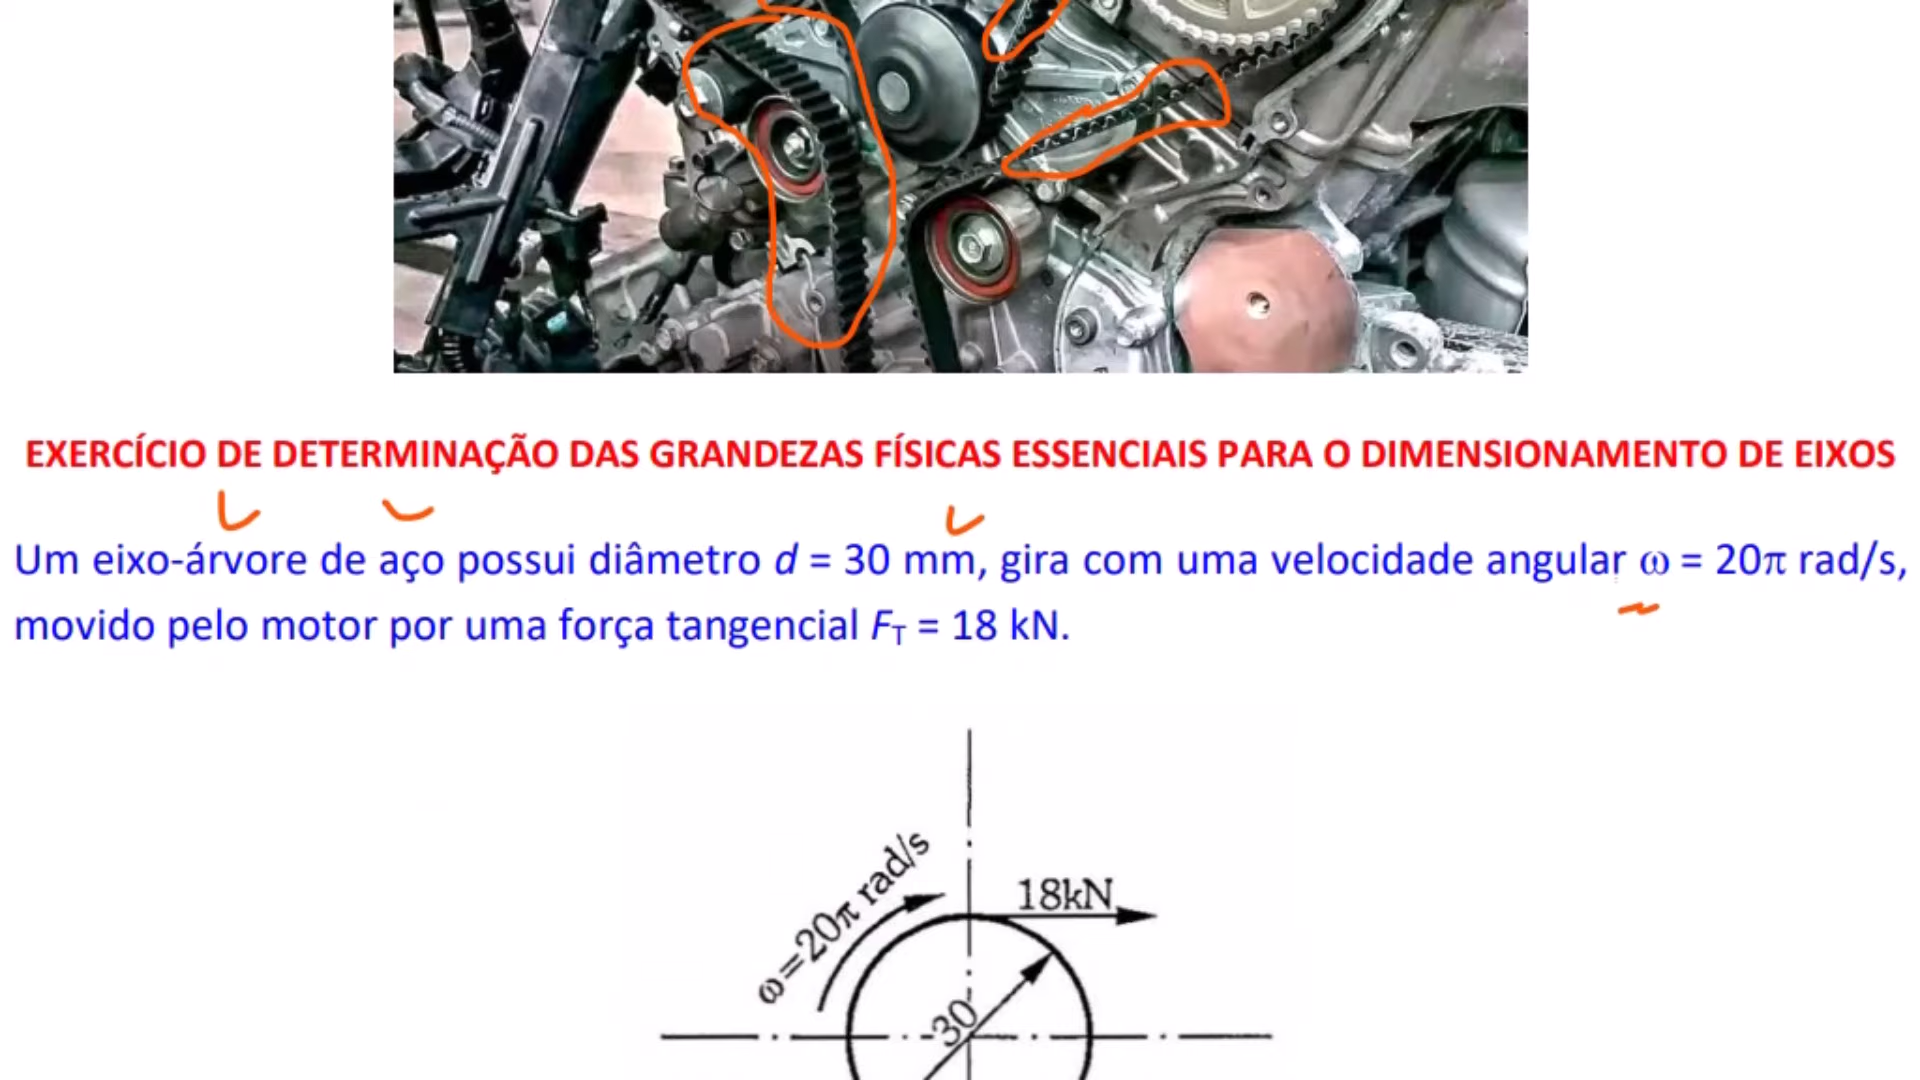 EXERCÍCIO DE DETERMINAÇÃO DAS GRANDEZAS FÍSICAS ESSENCIAIS PARA O DIMENSIONAMENTO DE EIXOS
Um eixo-árvore de aço possui diâmetro d = 30 mm, gira com uma velocidade angular ω = 20π rad/s,
movido pelo motor por uma força tangencial FT = 18 kN.
ω=20π rad/s
18kN
30